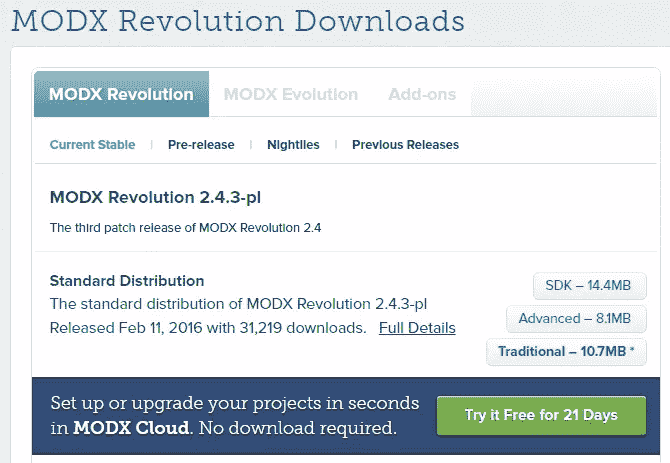 MODX Revolution Downloads
MODX Revolution MODX Evolution Add-ons
Current Stable | Pre-release | Nightlies | Previous Releases
MODX Revolution 2.4.3-pl
The third patch release of MODX Revolution 2.4
Standard Distribution
The standard distribution of MODX Revolution 2.4.3-pl
Released Feb 11, 2016 with 31,219 downloads. Full Details
SDK – 14.4MB
Advanced – 8.1MB
Traditional – 10.7MB *
Set up or upgrade your projects in seconds
in MODX Cloud. No download required.
Try it Free for 21 Days